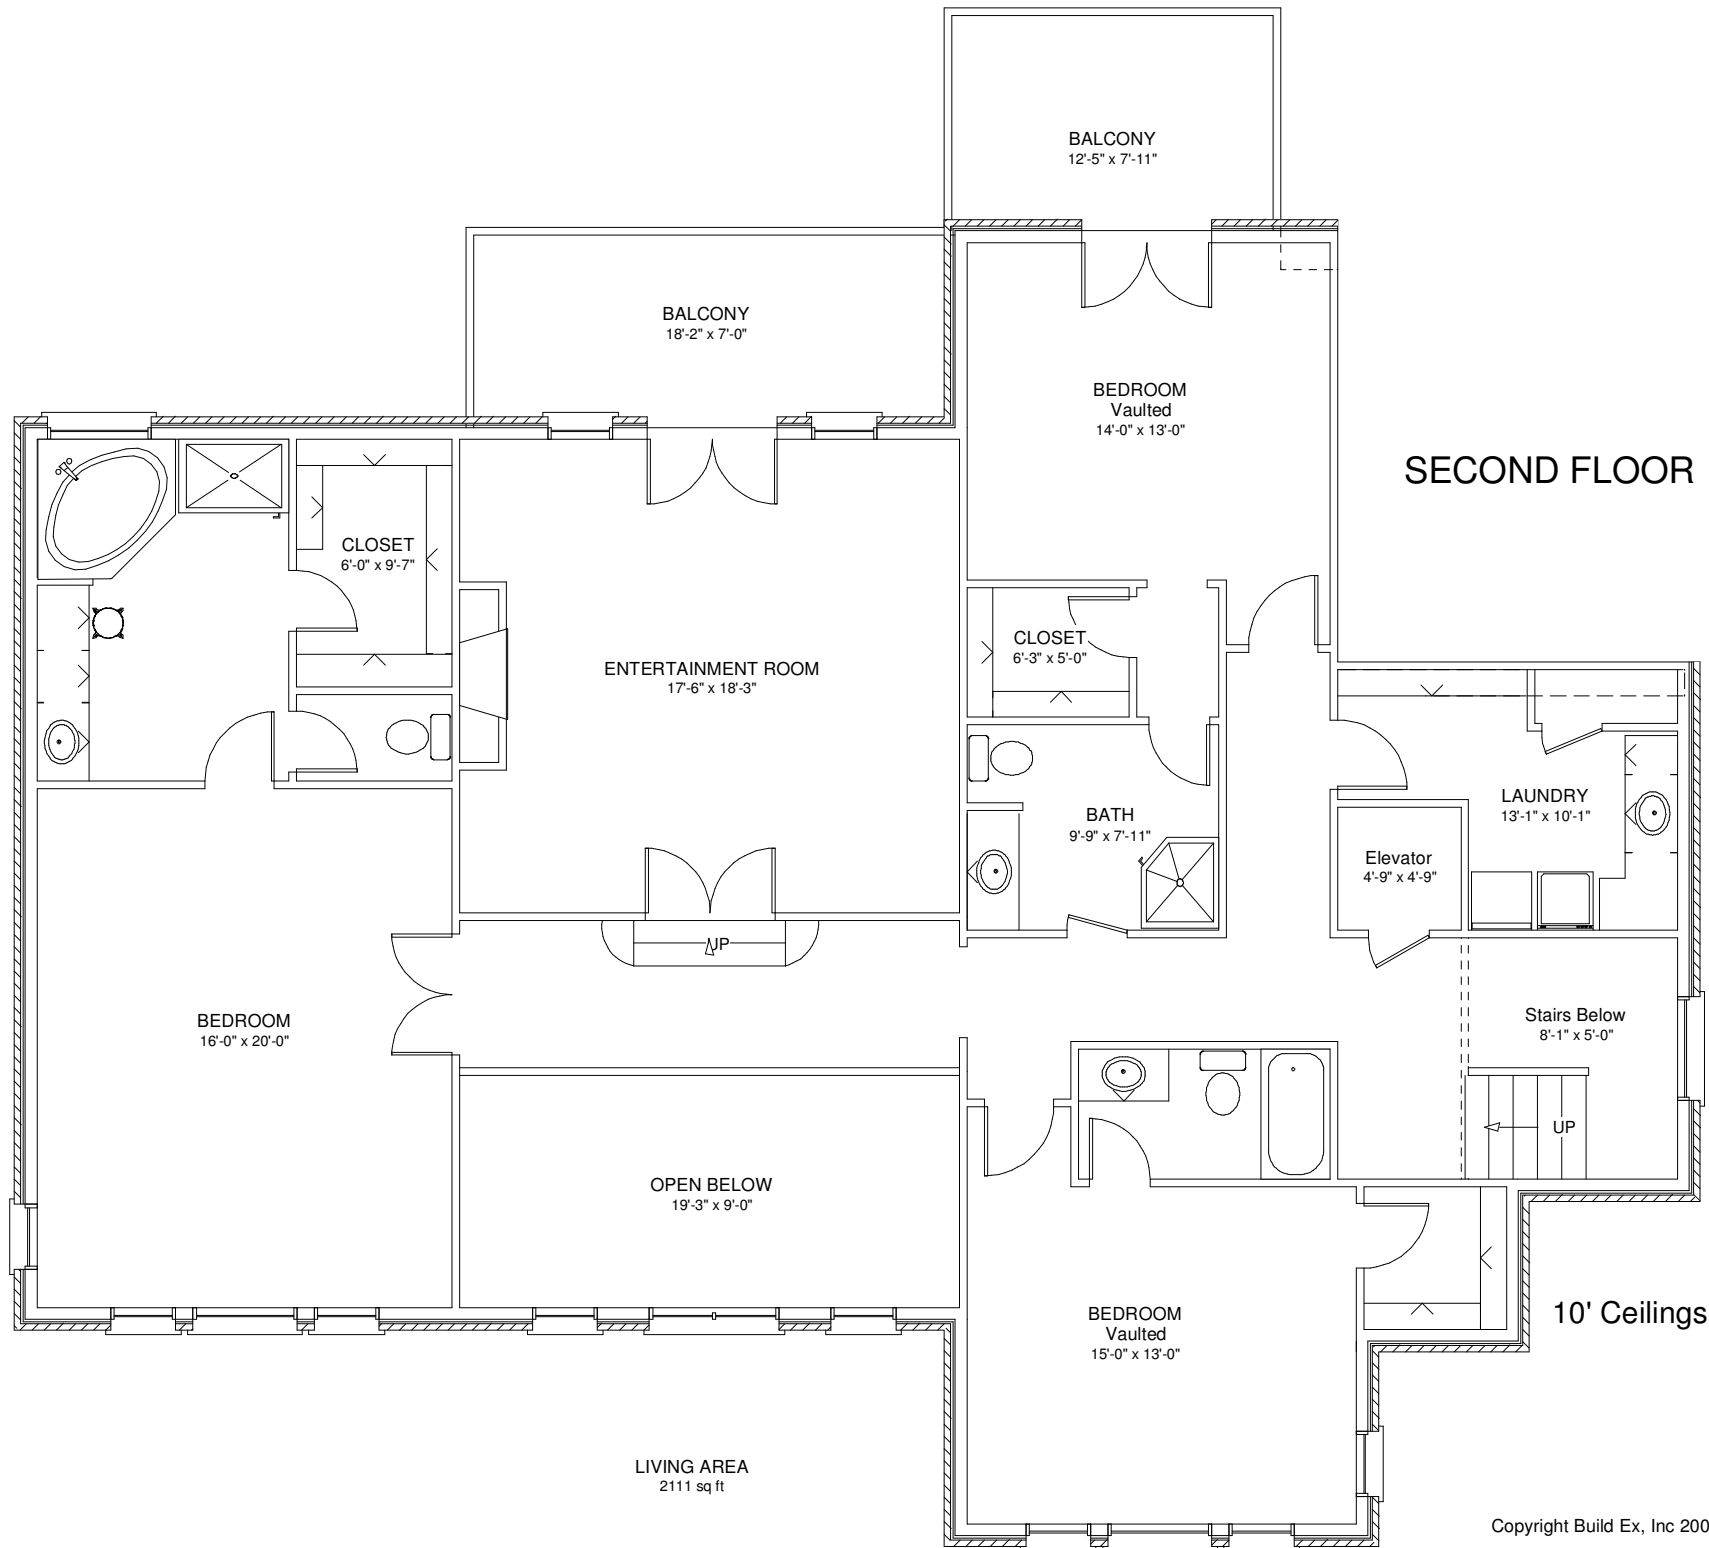 BALCONY
12'-5" x 7'-11"
BALCONY
18'-2" x 7'-0"
BEDROOM
Vaulted
14'-0" x 13'-0"
SECOND FLOOR
CLOSET
6'-0" x 9'-7"
CLOSET
6'-3" x 5'-0"
ENTERTAINMENT ROOM
17'-6" x 18'-3"
LAUNDRY
13'-1" x 10'-1"
BATH
9'-9" x 7'-11"
Elevator
4'-9" x 4'-9"
UP
BEDROOM
16'-0" x 20'-0"
Stairs Below
8'-1" x 5'-0"
UP
OPEN BELOW
19'-3" x 9'-0"
BEDROOM
Vaulted
15'-0" x 13'-0"
10' Ceilings
LIVING AREA
2111 sq ft
Copyright Build Ex, Inc 200